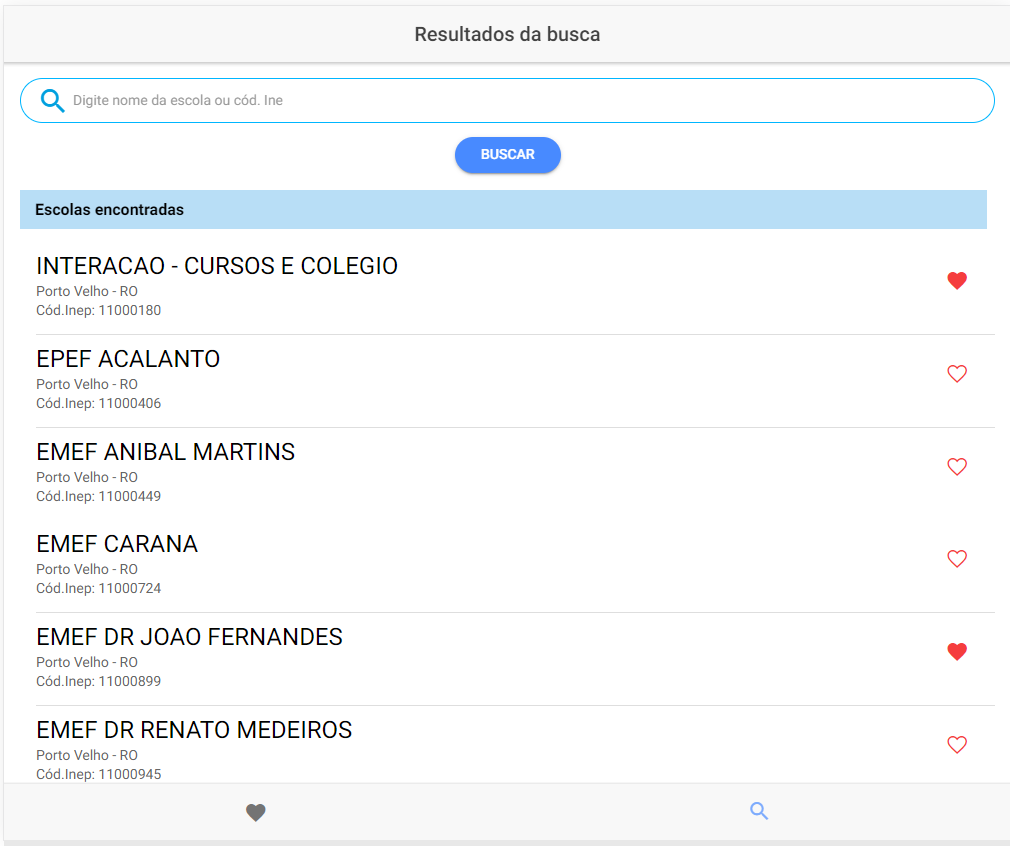 Resultados da busca
Digite nome da escola ou cód. Ine
BUSCAR
Escolas encontradas
INTERACAO - CURSOS E COLEGIO
Porto Velho - RO
Cód.Inep: 11000180
EPEF ACALANTO
Porto Velho - RO
Cód.Inep: 11000406
EMEF ANIBAL MARTINS
Porto Velho - RO
Cód.Inep: 11000449
EMEF CARANA
Porto Velho - RO
Cód.Inep: 11000724
EMEF DR JOAO FERNANDES
Porto Velho - RO
Cód.Inep: 11000899
EMEF DR RENATO MEDEIROS
Porto Velho - RO
Cód.Inep: 11000945